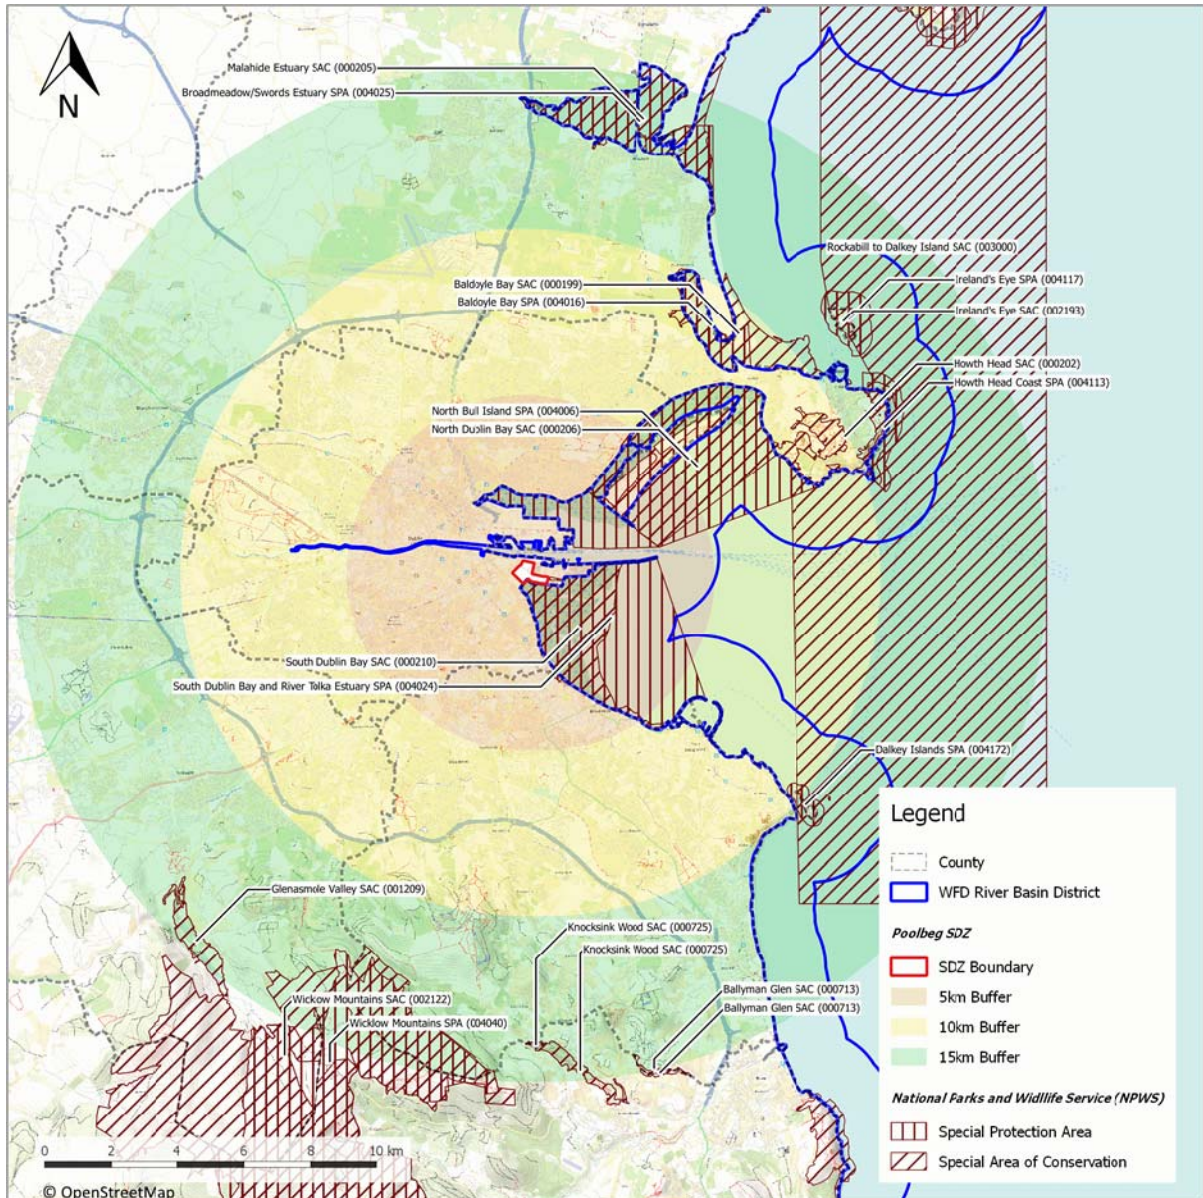 Malahide Estuary SAC (000205)
Broadmeadow/Swords Estuary SPA (004025)
N
Rockabill to Dalkey Island SAC (003000)
Baldoyle Bay SAC (000199)
Ireland's Eye SPA (004117)
Baldoyle Bay SPA (004016)
Ireland's Eye SAC (002193)
Howth Head SAC (000202)
Howth Head Coast SPA (004113)
North Bull Island SPA (004006)
North Dublin Bay SAC (000206)
South Dublin Bay SAC (000210)
South Dublin Bay and River Tolka Estuary SPA (004024)
Dalkey Islands SPA (004172)
Glenasmole Valley SAC (001209)
Knocksink Wood SAC (000725)
Knocksink Wood SAC (000725)
Ballyman Glen SAC (000713)
Ballyman Glen SAC (000713)
Wicklow Mountains SAC (002122)
Wicklow Mountains SPA (004040)
Legend
County
WFD River Basin District
Poolbeg SDZ
SDZ Boundary
5km Buffer
10km Buffer
15km Buffer
National Parks and Widllife Service (NPWS)
Special Protection Area
Special Area of Conservation
0 2 4 6 8 10 km
© OpenStreetMap